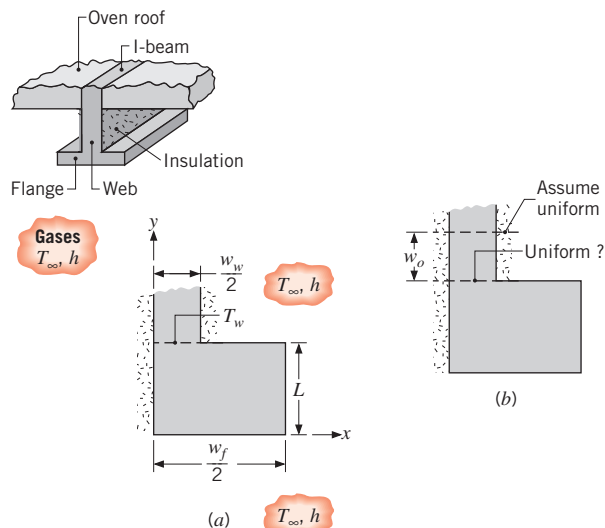 Oven roof
I-beam
Insulation
Flange
Web
Gases
T∞, h
y
w_w
2
T∞, h
T_w
L
x
w_f
2
(a)
T∞, h
Assume
uniform
w_o
Uniform ?
(b)